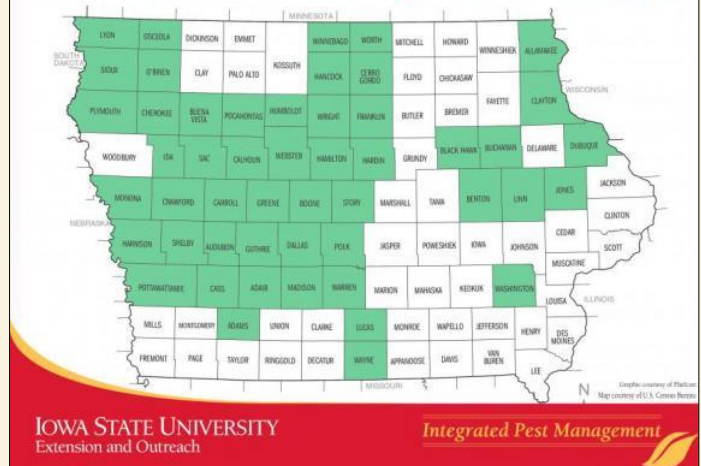 MINNESOTA
LYON OSCEOLA DICKINSON EMMET WINNEBAGO WORTH MITCHELL HOWARD WINNESHIEK ALLAMAKEE
SOUTH DAKOTA
KOSSUTH
SIOUX O'BRIEN CLAY PALO ALTO HANCOCK CERRO GORDO FLOYD CHICKASAW
WISCONSIN
PLYMOUTH CHEROKEE BUENA VISTA POCAHONTAS HUMBOLDT WRIGHT FRANKLIN BUTLER BREMER FAYETTE CLAYTON
WOODBURY IDA SAC CALHOUN WEBSTER HAMILTON HARDIN GRUNDY BLACK HAWK BUCHANAN DELAWARE DUBUQUE
MONONA CRAWFORD CARROLL GREENE BOONE STORY MARSHALL TAMA BENTON LINN JONES JACKSON
NEBRASKA
CLINTON
HARRISON SHELBY AUDUBON GUTHRIE DALLAS POLK JASPER POWESHIEK IOWA JOHNSON CEDAR SCOTT
MUSCATINE
POTTAWATTAMIE CASS ADAIR MADISON WARREN MARION MAHASKA KEOKUK WASHINGTON LOUISA ILLINOIS
MILLS MONTGOMERY ADAMS UNION CLARKE LUCAS MONROE WAPELLO JEFFERSON HENRY DES MOINES
FREMONT PAGE TAYLOR RINGGOLD DECATUR WAYNE APPANOOSE DAVIS VAN BUREN LEE
MISSOURI
N
Graphic courtesy of
Map courtesy of U.S. Census Bureau
IOWA STATE UNIVERSITY
Extension and Outreach
Integrated Pest Management